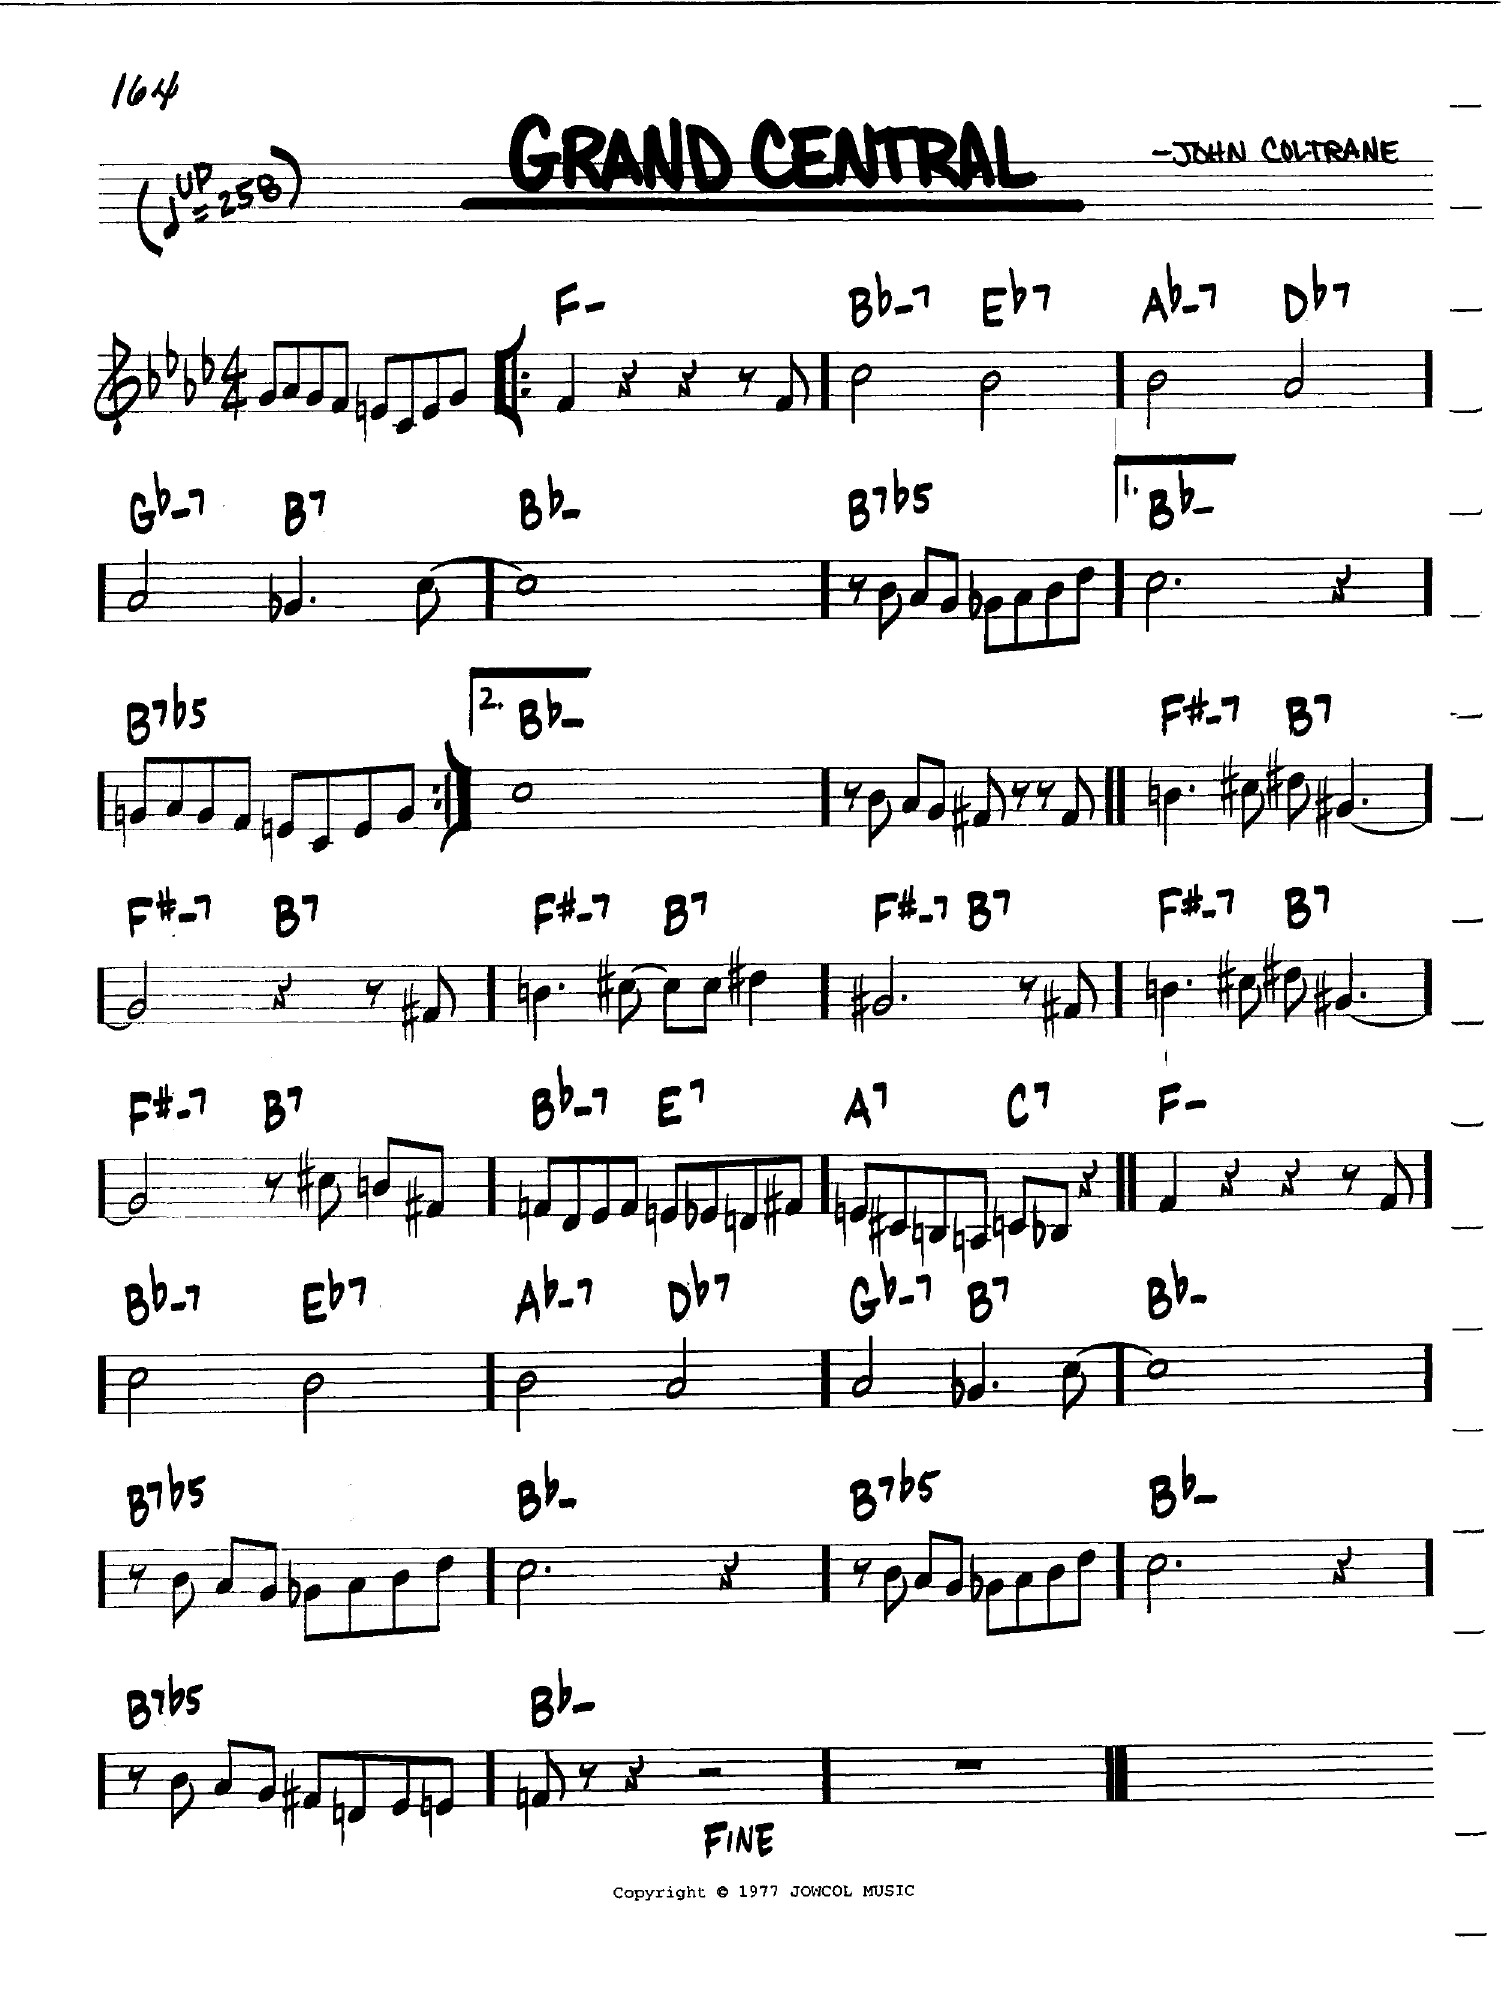 164
GRAND CENTRAL
-JOHN COLTRANE
(UP ♩=258)
F- Bb-7 Eb7 Ab-7 Db7
4/4
Gb-7 B7 Bb- B7b5 1. Bb-
B7b5 2. Bb- F#-7 B7
F#-7 B7 F#-7 B7 F#-7 B7 F#-7 B7
F#-7 B7 Bb-7 E7 A7 C7 F-
Bb-7 Eb7 Ab-7 Db7 Gb-7 B7 Bb-
B7b5 Bb- B7b5 Bb-
B7b5 Bb-
FINE
Copyright © 1977 JOWCOL MUSIC